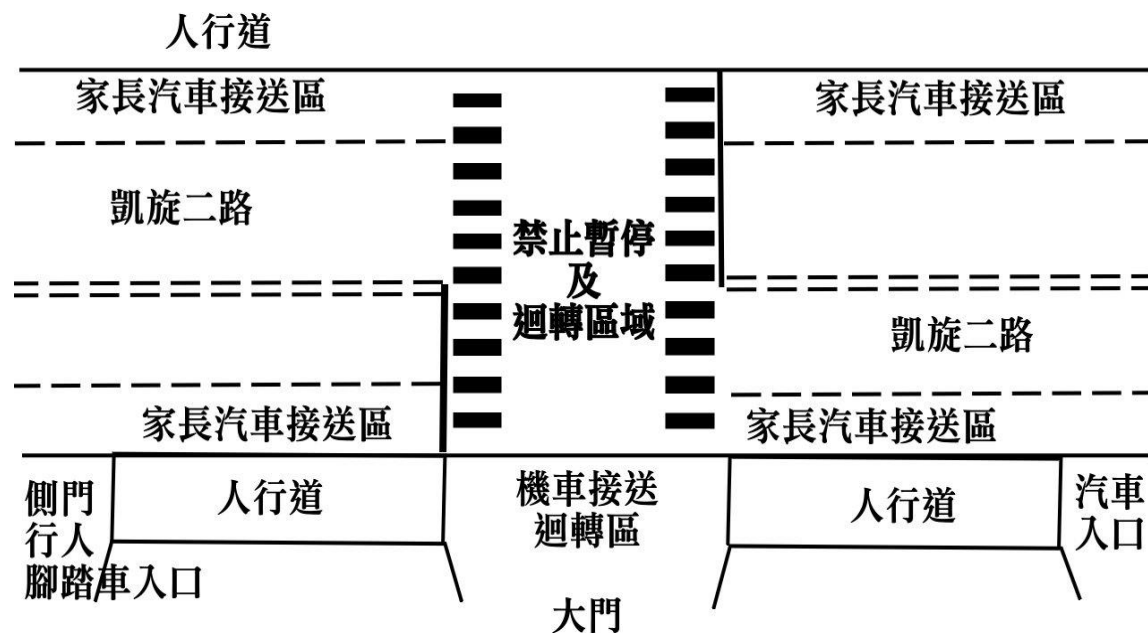 人行道
家長汽車接送區
家長汽車接送區
凱旋二路
禁止暫停
及
迴轉區域
凱旋二路
家長汽車接送區
家長汽車接送區
側門
行人
腳踏車入口
人行道
機車接送
迴轉區
人行道
汽車
入口
大門